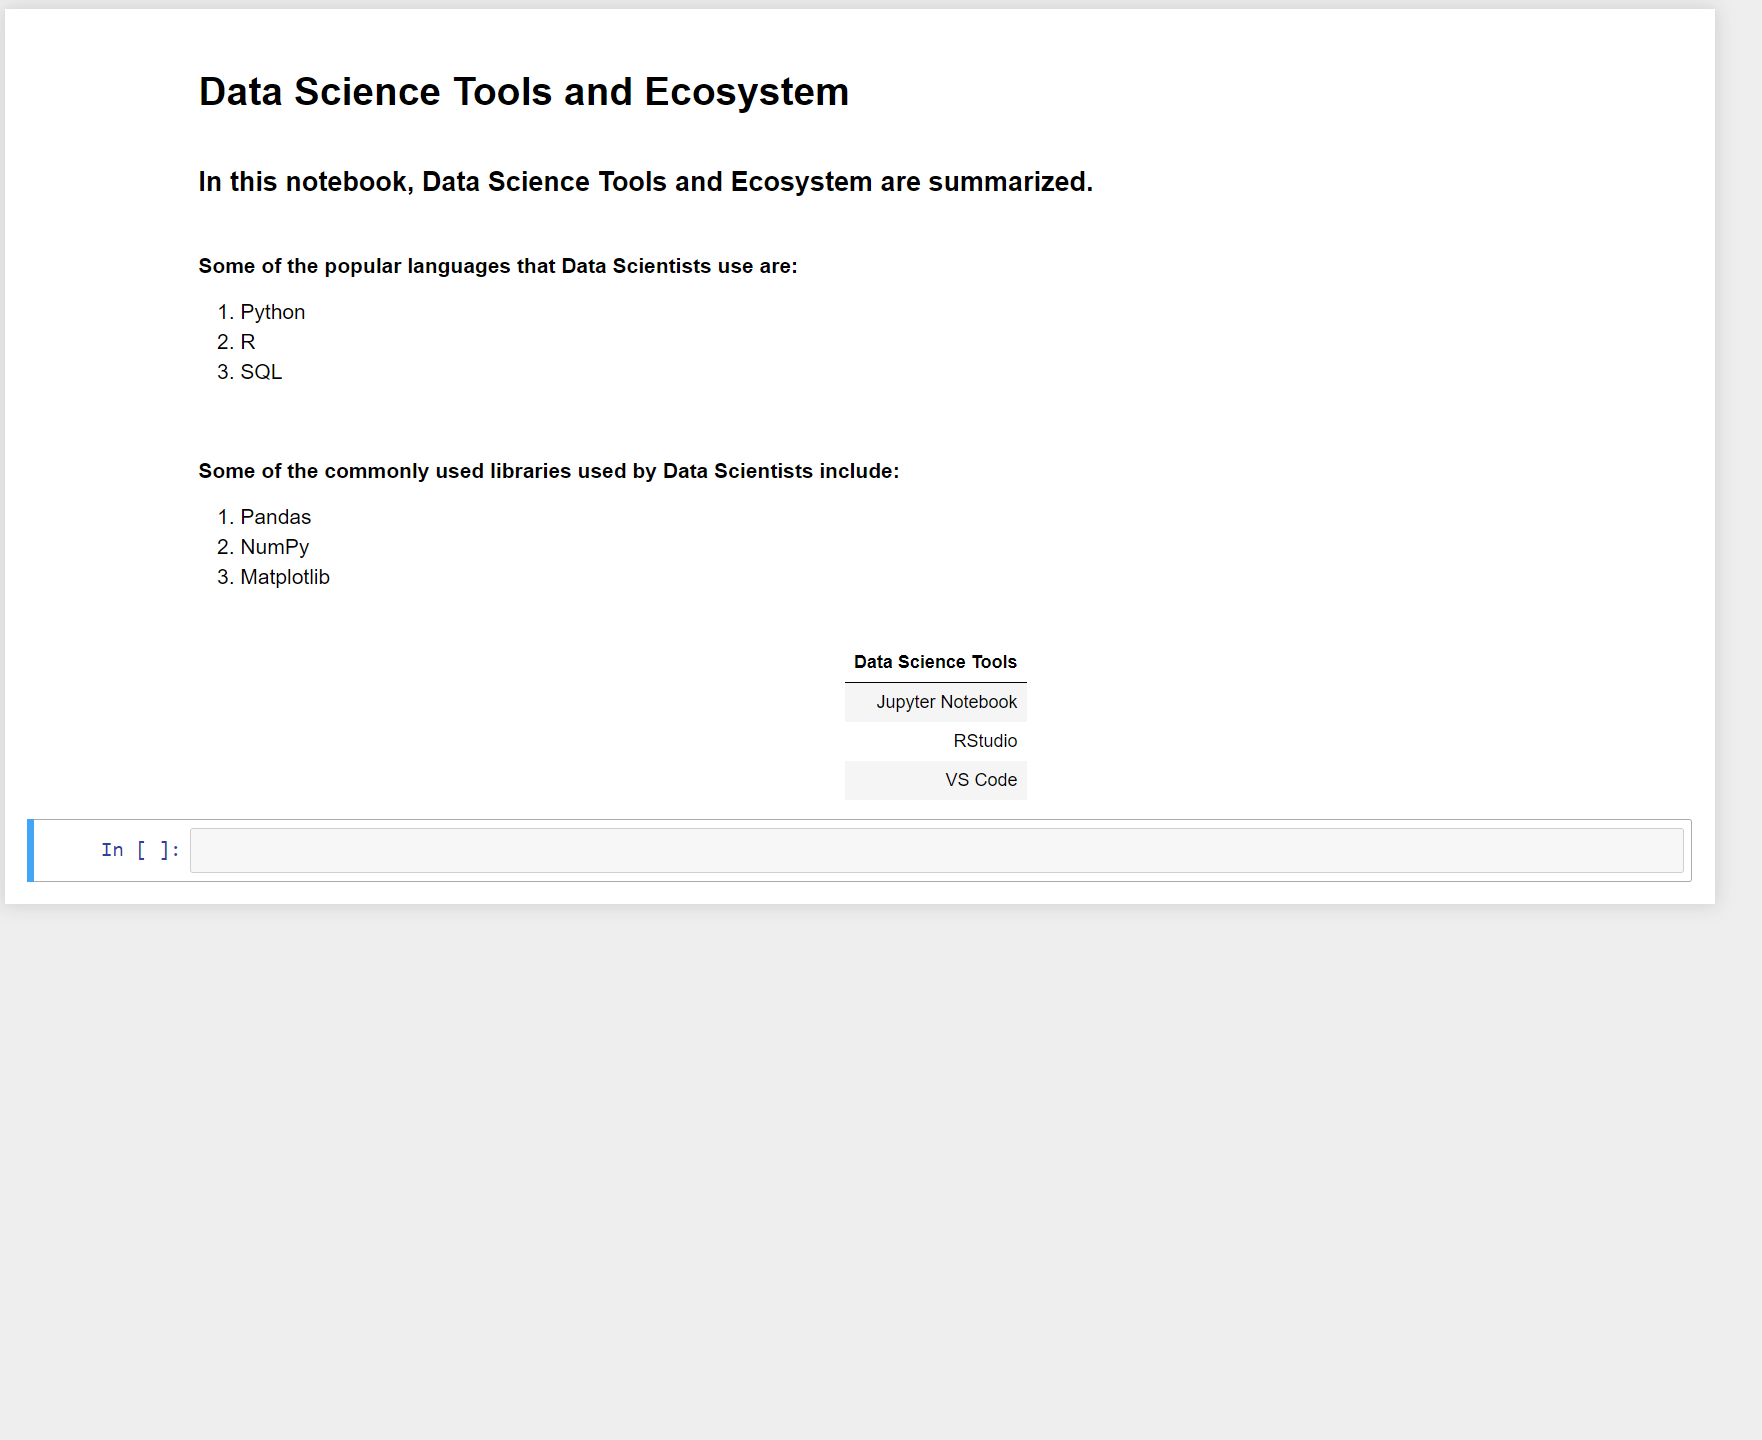 Data Science Tools and Ecosystem
In this notebook, Data Science Tools and Ecosystem are summarized.
Some of the popular languages that Data Scientists use are:
1. Python
2. R
3. SQL
Some of the commonly used libraries used by Data Scientists include:
1. Pandas
2. NumPy
3. Matplotlib
Data Science Tools
Jupyter Notebook
RStudio
VS Code
In [ ]: